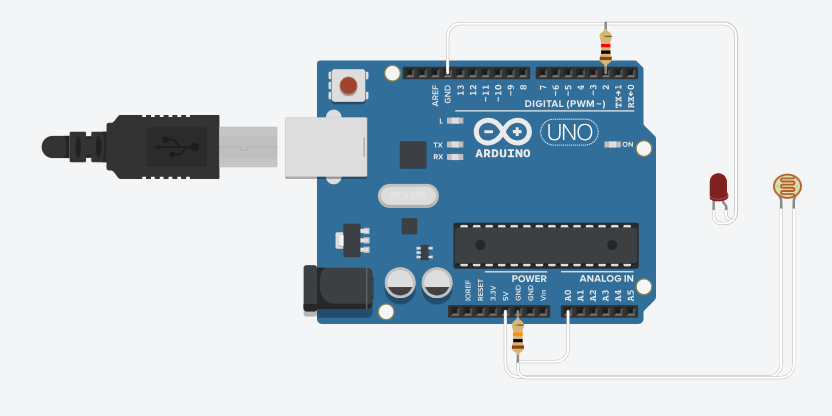 AREF
GND
13
12
~11
~10
~9
8
7
~6
~5
4
~3
2
TX→1
RX←0
DIGITAL (PWM~)
L
TX
RX
ARDUINO
UNO
ON
POWER
ANALOG IN
IOREF
RESET
3.3V
5V
GND
GND
Vin
A0
A1
A2
A3
A4
A5